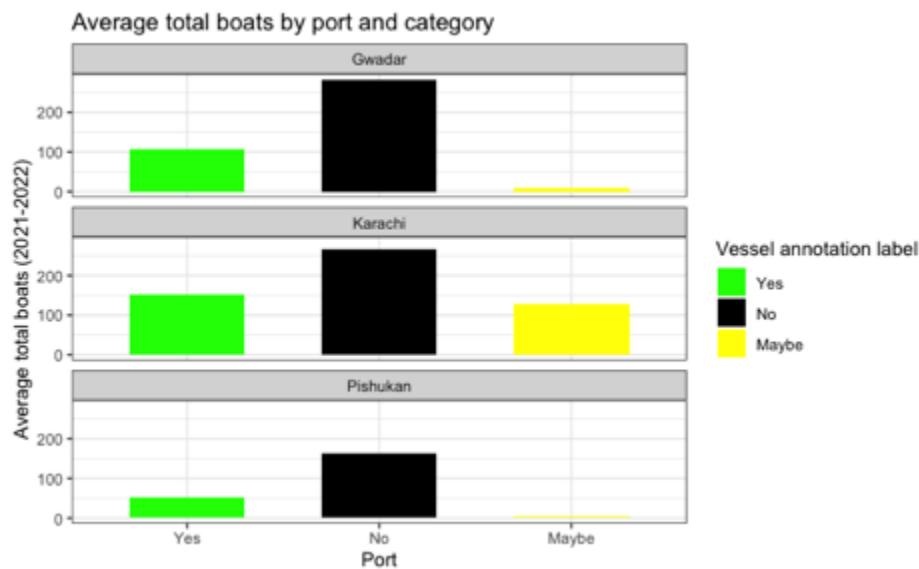 Average total boats by port and category
Gwadar
200
100
0
Karachi
200
100
0
Pishukan
200
100
0
Yes No Maybe
Port
Average total boats (2021-2022)
Vessel annotation label
Yes
No
Maybe